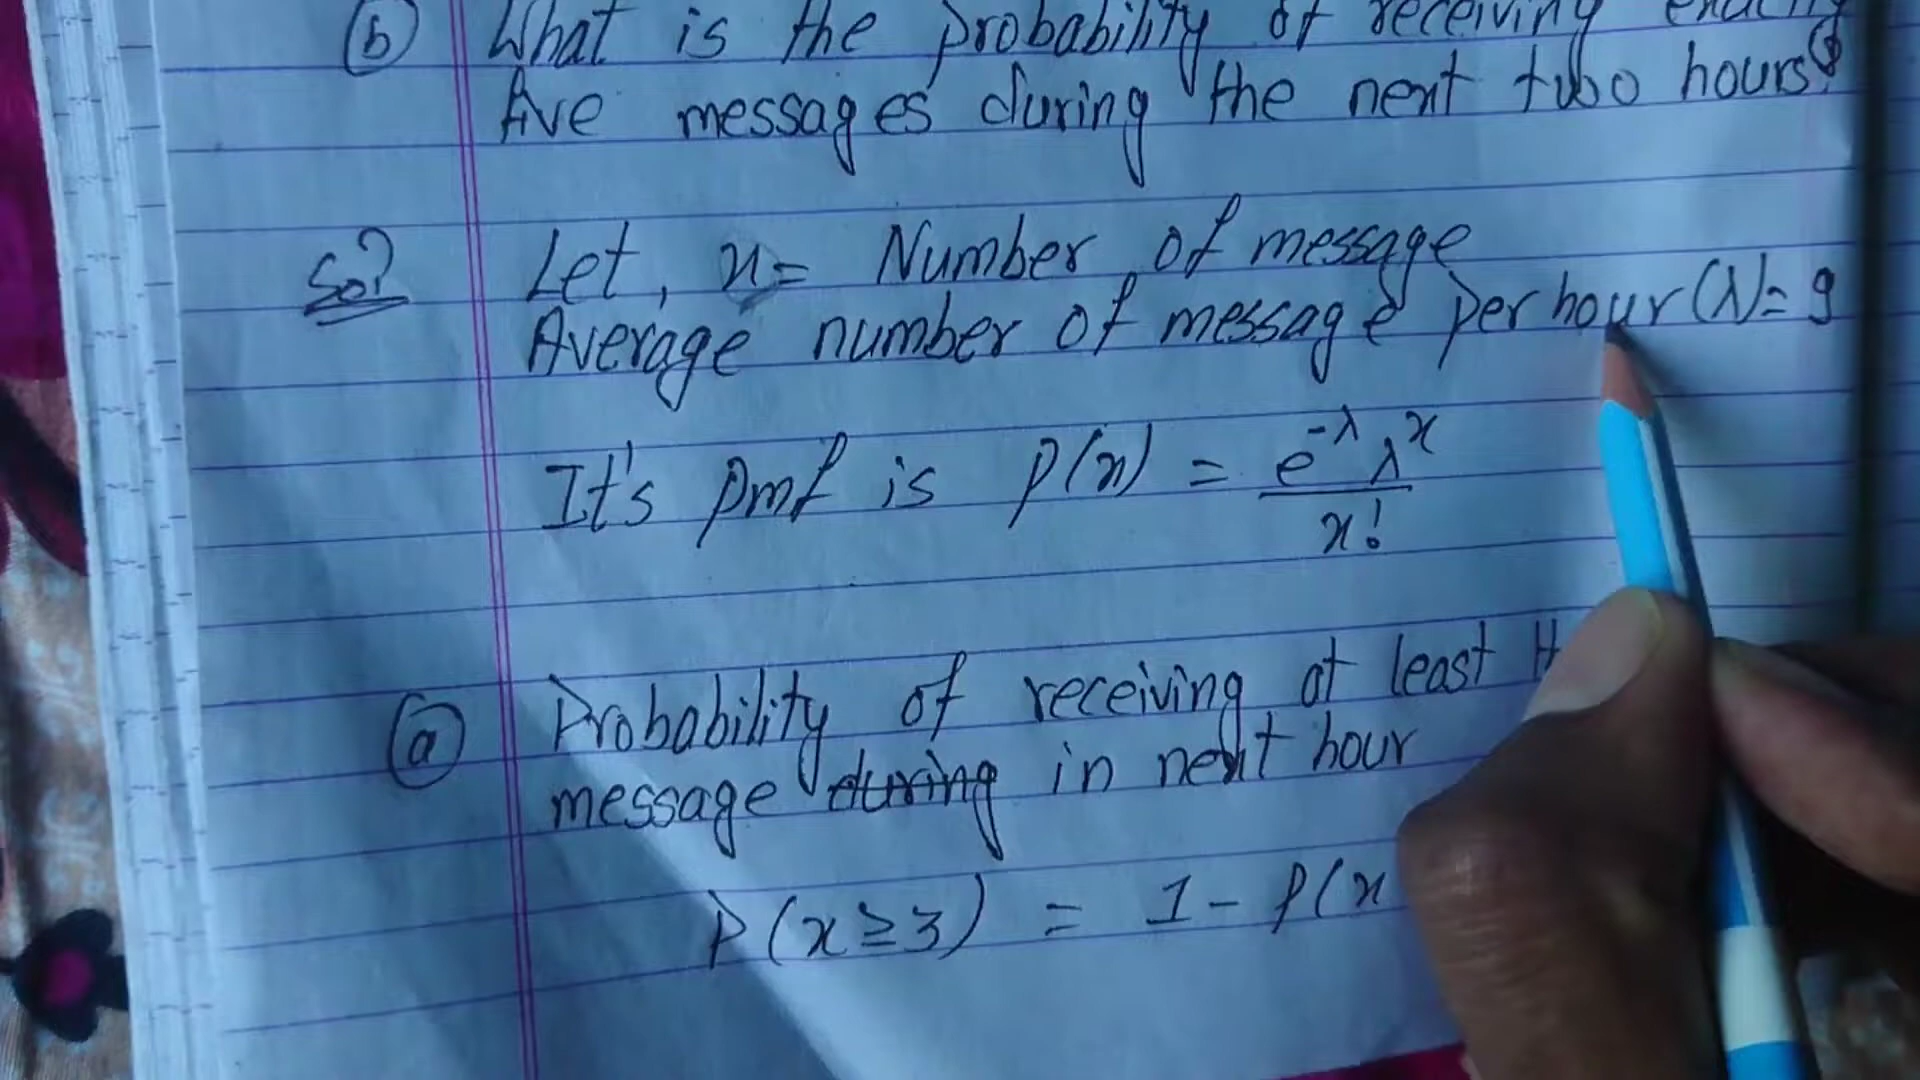 (b) What is the probability of receiving exactly
five messages during the next two hours?
Sol Let, x = Number of message
Average number of message per hour (λ) = 9
It's pmf is P(x) = e^-λ λ^x / x!
(a) Probability of receiving at least
message during in next hour
P(x≥3) = 1 - P(x